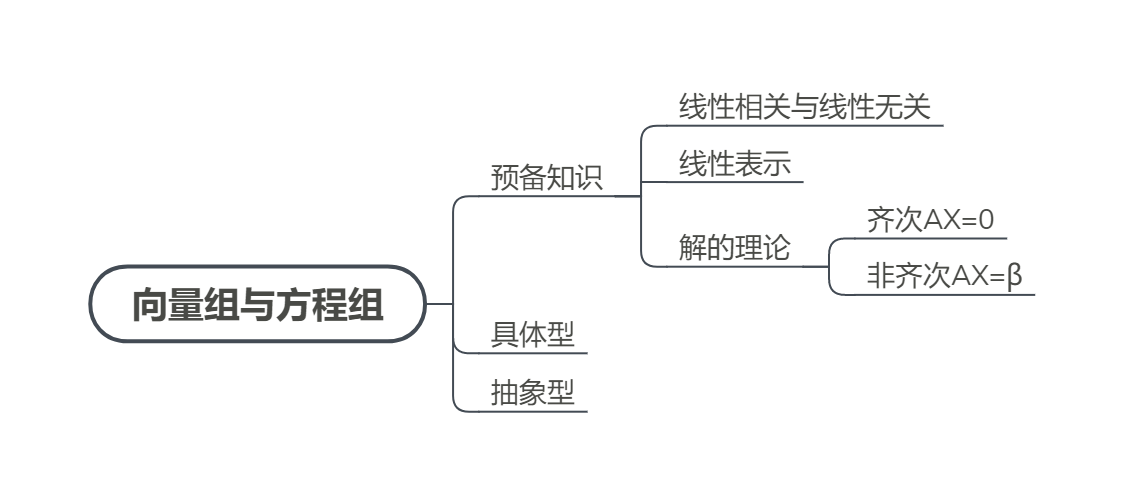 向量组与方程组
预备知识
线性相关与线性无关
线性表示
解的理论
齐次AX=0
非齐次AX=β
具体型
抽象型